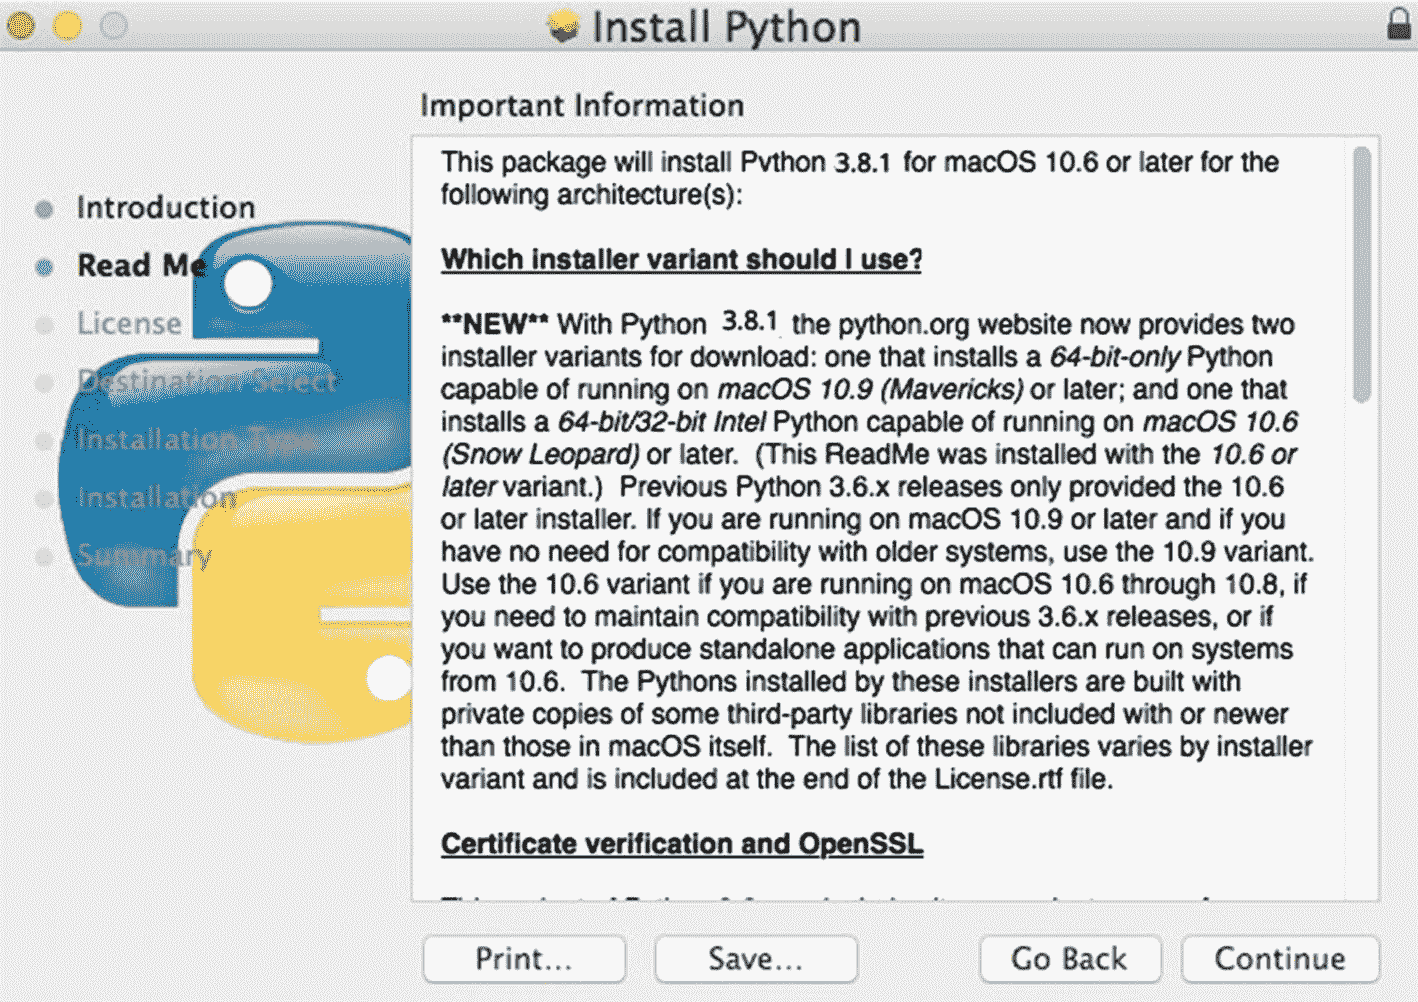 Install Python
Important Information
This package will install Python 3.8.1 for macOS 10.6 or later for the
following architecture(s):
Which installer variant should I use?
**NEW** With Python 3.8.1 the python.org website now provides two
installer variants for download: one that installs a 64-bit-only Python
capable of running on macOS 10.9 (Mavericks) or later; and one that
installs a 64-bit/32-bit Intel Python capable of running on macOS 10.6
(Snow Leopard) or later. (This ReadMe was installed with the 10.6 or
later variant.) Previous Python 3.6.x releases only provided the 10.6
or later installer. If you are running on macOS 10.9 or later and if you
have no need for compatibility with older systems, use the 10.9 variant.
Use the 10.6 variant if you are running on macOS 10.6 through 10.8, if
you need to maintain compatibility with previous 3.6.x releases, or if
you want to produce standalone applications that can run on systems
from 10.6. The Pythons installed by these installers are built with
private copies of some third-party libraries not included with or newer
than those in macOS itself. The list of these libraries varies by installer
variant and is included at the end of the License.rtf file.
Certificate verification and OpenSSL
Introduction
Read Me
License
Destination Select
Installation Type
Installation
Summary
Print...
Save...
Go Back
Continue